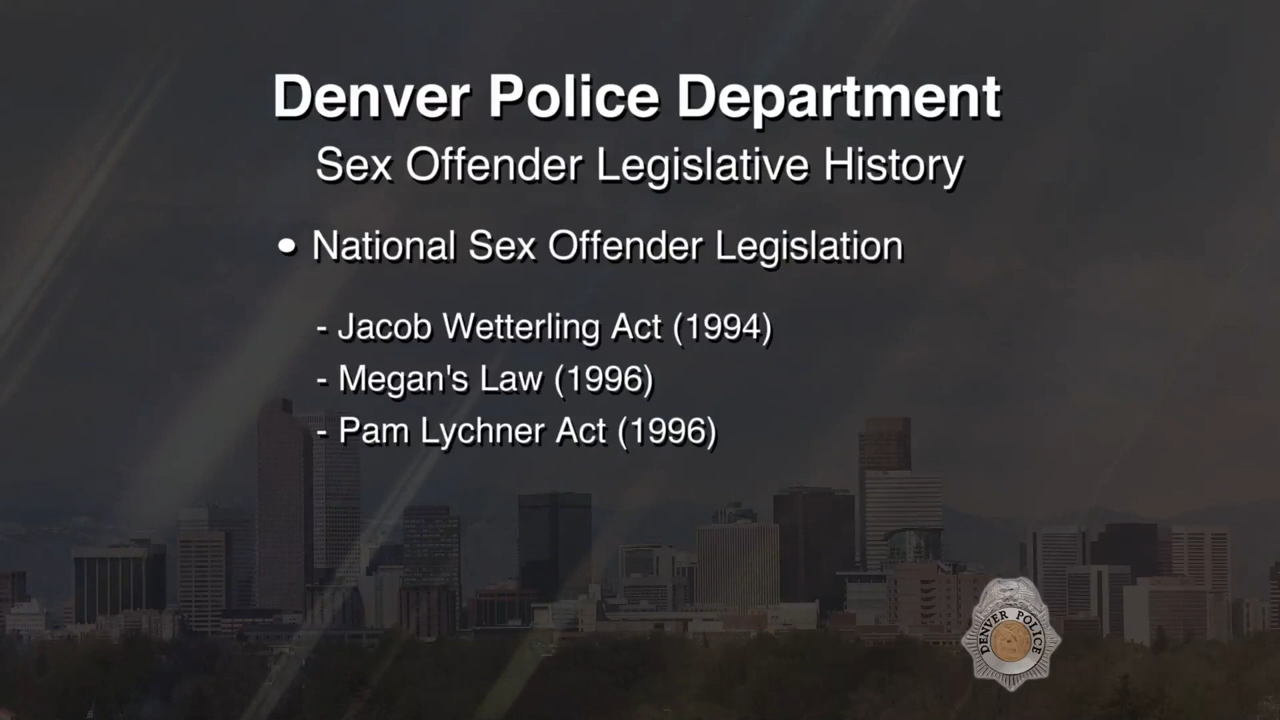 Denver Police Department
Sex Offender Legislative History
• National Sex Offender Legislation
- Jacob Wetterling Act (1994)
- Megan's Law (1996)
- Pam Lychner Act (1996)
DENVER POLICE